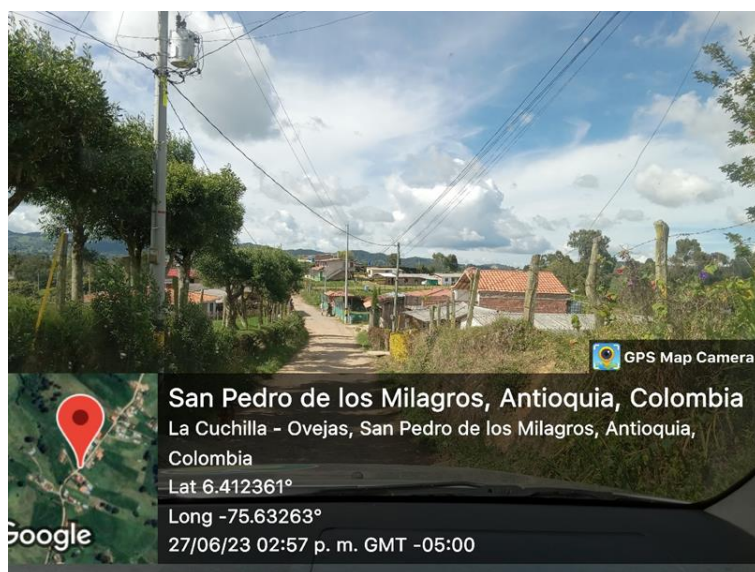 GPS Map Camera
San Pedro de los Milagros, Antioquia, Colombia
La Cuchilla - Ovejas, San Pedro de los Milagros, Antioquia,
Colombia
Lat 6.412361°
Long -75.63263°
27/06/23 02:57 p. m. GMT -05:00
Google